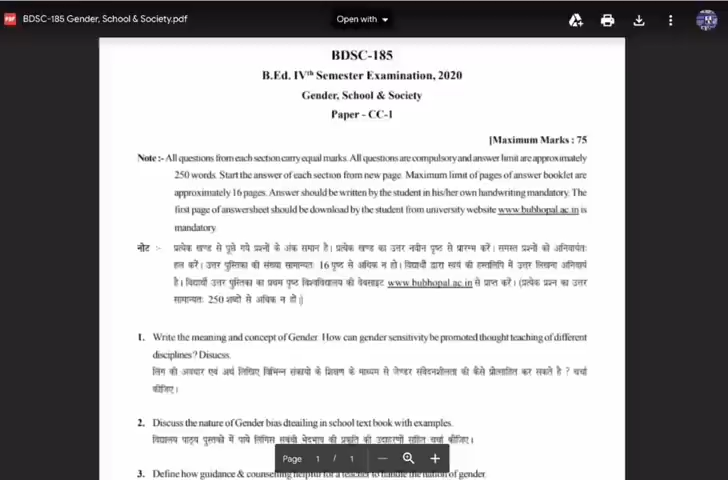 BDSC-185 Gender, School & Society.pdf
Open with
BDSC-185
B.Ed. IVth Semester Examination, 2020
Gender, School & Society
Paper - CC-1
[Maximum Marks : 75
Note :- All questions from each section carry equal marks. All questions are compulsory and answer limit are approximately
250 words. Start the answer of each section from new page. Maximum limit of pages of answer booklet are
approximately 16 pages. Answer should be written by the student in his/her own handwriting mandatory. The
first page of answersheet should be download by the student from university website www.bubhopal.ac.in is
mandatory.
नोट :- प्रत्येक खण्ड से पूछे गये प्रश्नों के अंक समान है। प्रत्येक खण्ड का उत्तर नवीन पृष्ट से प्रारम्भ करें। समस्त प्रश्नों को अनिवार्यतः
हल करें। उत्तर पुस्तिका की संख्या सामान्यतः 16 पृष्ट से अधिक न हो। विद्यार्थी द्वारा स्वयं की हस्तलिपि में उत्तर लिखना अनिवार्य
है। विद्यार्थी उत्तर पुस्तिका का प्रथम पृष्ट विश्वविद्यालय की वेबसाइट www.bubhopal.ac.in से प्राप्त करें। (प्रत्येक प्रश्न का उत्तर
सामान्यतः 250 शब्दों से अधिक न हो।)
1. Write the meaning and concept of Gender. How can gender sensitivity be promoted thought teaching of different
disciplines? Disucss.
लिंग की अवधार एवं अर्थ लिखिए विभिन्न संकायो के शिक्षण के माध्यम से जेण्डर संवेदनशीलता की कैसे प्रोत्साहित कर सकते है ? चर्चा
कीजिए।
2. Discuss the nature of Gender bias dteailing in school text book with examples.
विद्यालय पाठ्य पुस्तकों में पाये लिंगिस संबंधी भेदभाव की प्रकृति की उदाहरणों सहित चर्चा कीजिए।
3. Define how guidance & counselling helpful for a teacher to handle the nation of gender
Page 1 / 1